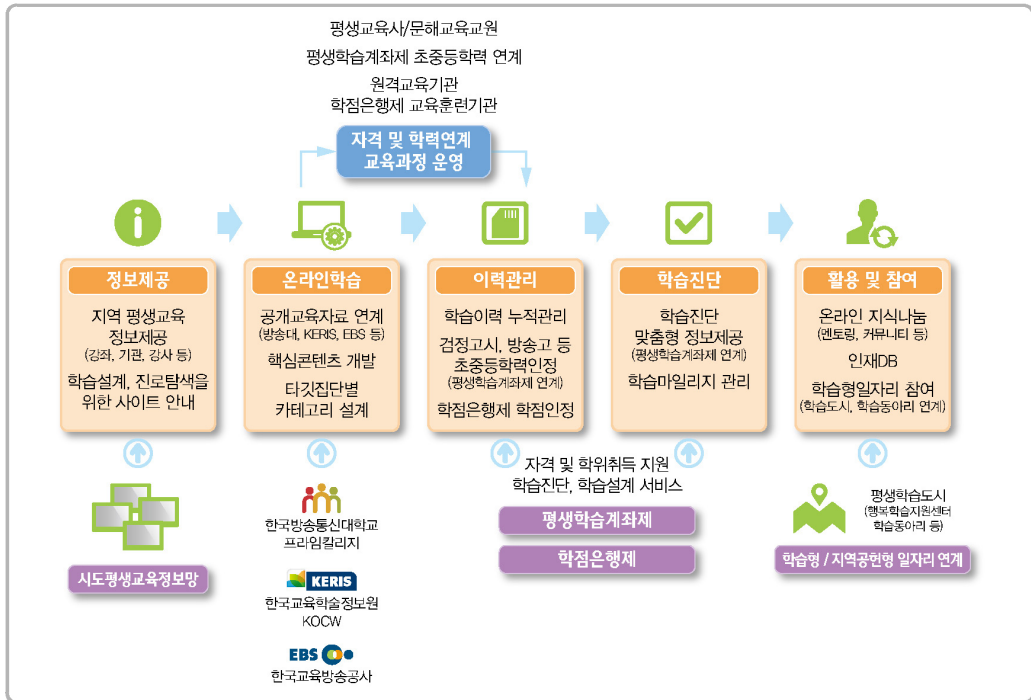 평생교육사/문해교육교원
평생학습계좌제 초중등학력 연계
원격교육기관
학점은행제 교육훈련기관
자격 및 학력연계
교육과정 운영
정보제공
지역 평생교육
정보제공
(강좌, 기관, 강사 등)
학습설계, 진로탐색을
위한 사이트 안내
온라인학습
공개교육자료 연계
(방송대, KERIS, EBS 등)
핵심콘텐츠 개발
타깃집단별
카테고리 설계
이력관리
학습이력 누적관리
검정고시, 방송고 등
초중등학력인정
(평생학습계좌제 연계)
학점은행제 학점인정
학습진단
학습진단
맞춤형 정보제공
(평생학습계좌제 연계)
학습마일리지 관리
활용 및 참여
온라인 지식나눔
(멘토링, 커뮤니티 등)
인재DB
학습형일자리 참여
(학습도시, 학습동아리 연계)
시도평생교육정보망
한국방송통신대학교
프라임칼리지
KERIS
한국교육학술정보원
KOCW
EBS
한국교육방송공사
자격 및 학위취득 지원
학습진단, 학습설계 서비스
평생학습계좌제
학점은행제
평생학습도시
(행복학습지원센터
학습동아리 등)
학습형 / 지역공헌형 일자리 연계